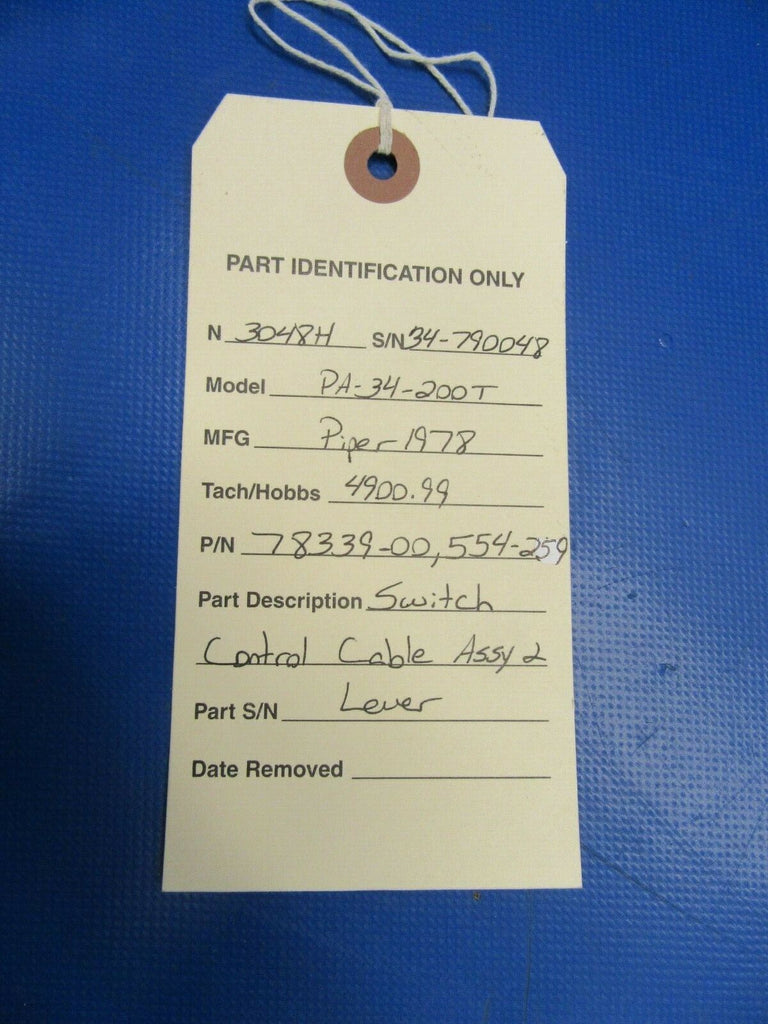 PART IDENTIFICATION ONLY
N 3048H S/N 34-790048
Model PA-34-200T
MFG Piper 1978
Tach/Hobbs 4900.99
P/N 78339-00, 554-259
Part Description Switch
Control Cable Assy 2
Part S/N Lever
Date Removed